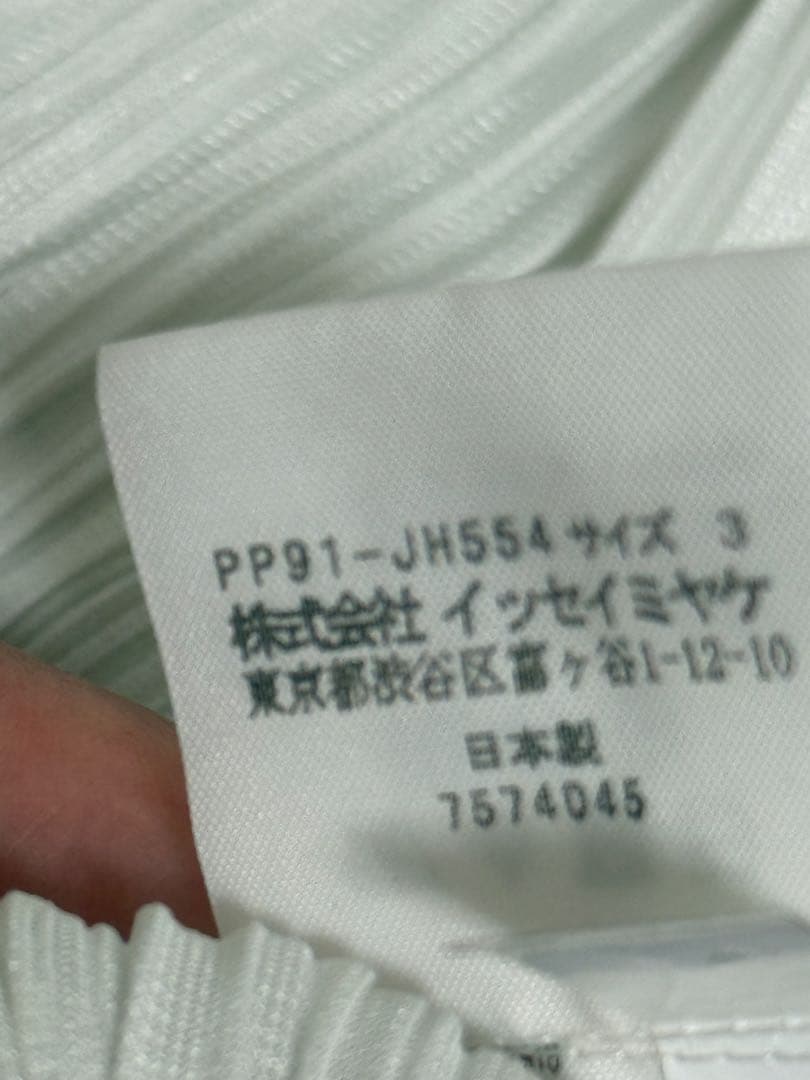 PP91-JH554 サイズ 3
株式会社 イッセイミヤケ
東京都渋谷区富ヶ谷1-12-10
日本製
7574045